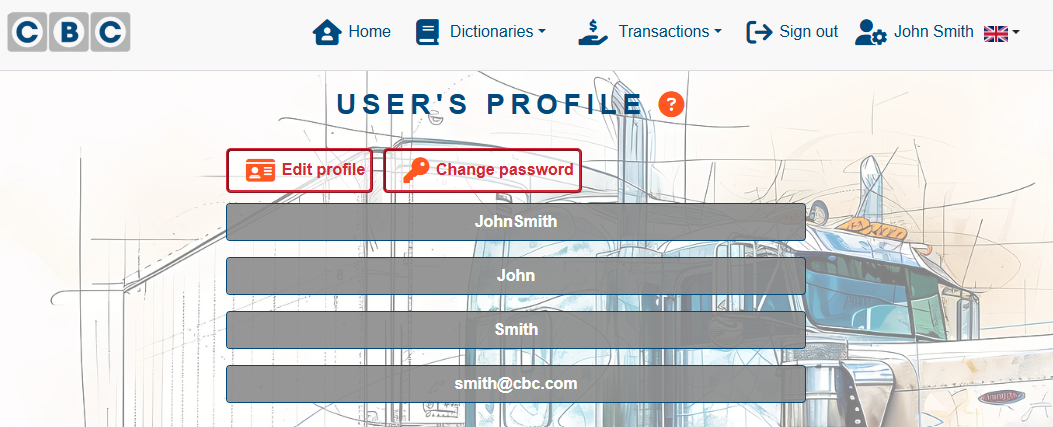 CBC Home Dictionaries Transactions Sign out John Smith
USER'S PROFILE ?
Edit profile Change password
JohnSmith
John
Smith
smith@cbc.com